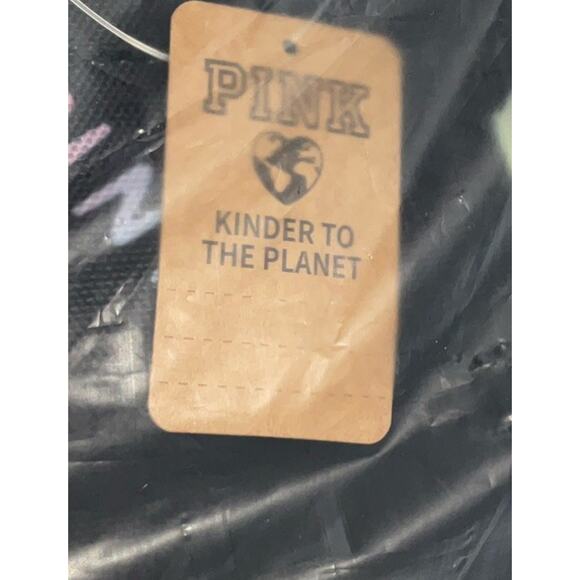 PINK
KINDER TO
THE PLANET